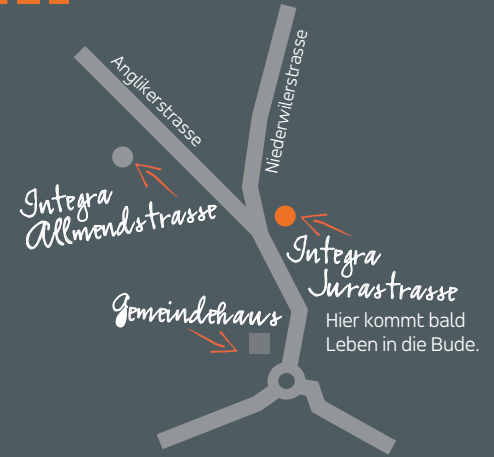 Anglikerstrasse
Niederwilerstrasse
Integra
Allmendstrasse
Integra
Jurastrasse
Hier kommt bald
Leben in die Bude.
Gemeindehaus